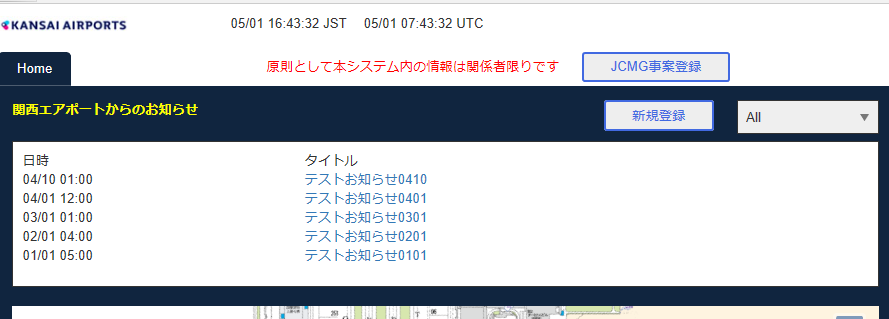 KANSAI AIRPORTS 05/01 16:43:32 JST 05/01 07:43:32 UTC
Home 原則として本システム内の情報は関係者限りです JCMG事案登録
関西エアポートからのお知らせ 新規登録 All
日時 タイトル
04/10 01:00 テストお知らせ0410
04/01 12:00 テストお知らせ0401
03/01 01:00 テストお知らせ0301
02/01 04:00 テストお知らせ0201
01/01 05:00 テストお知らせ0101